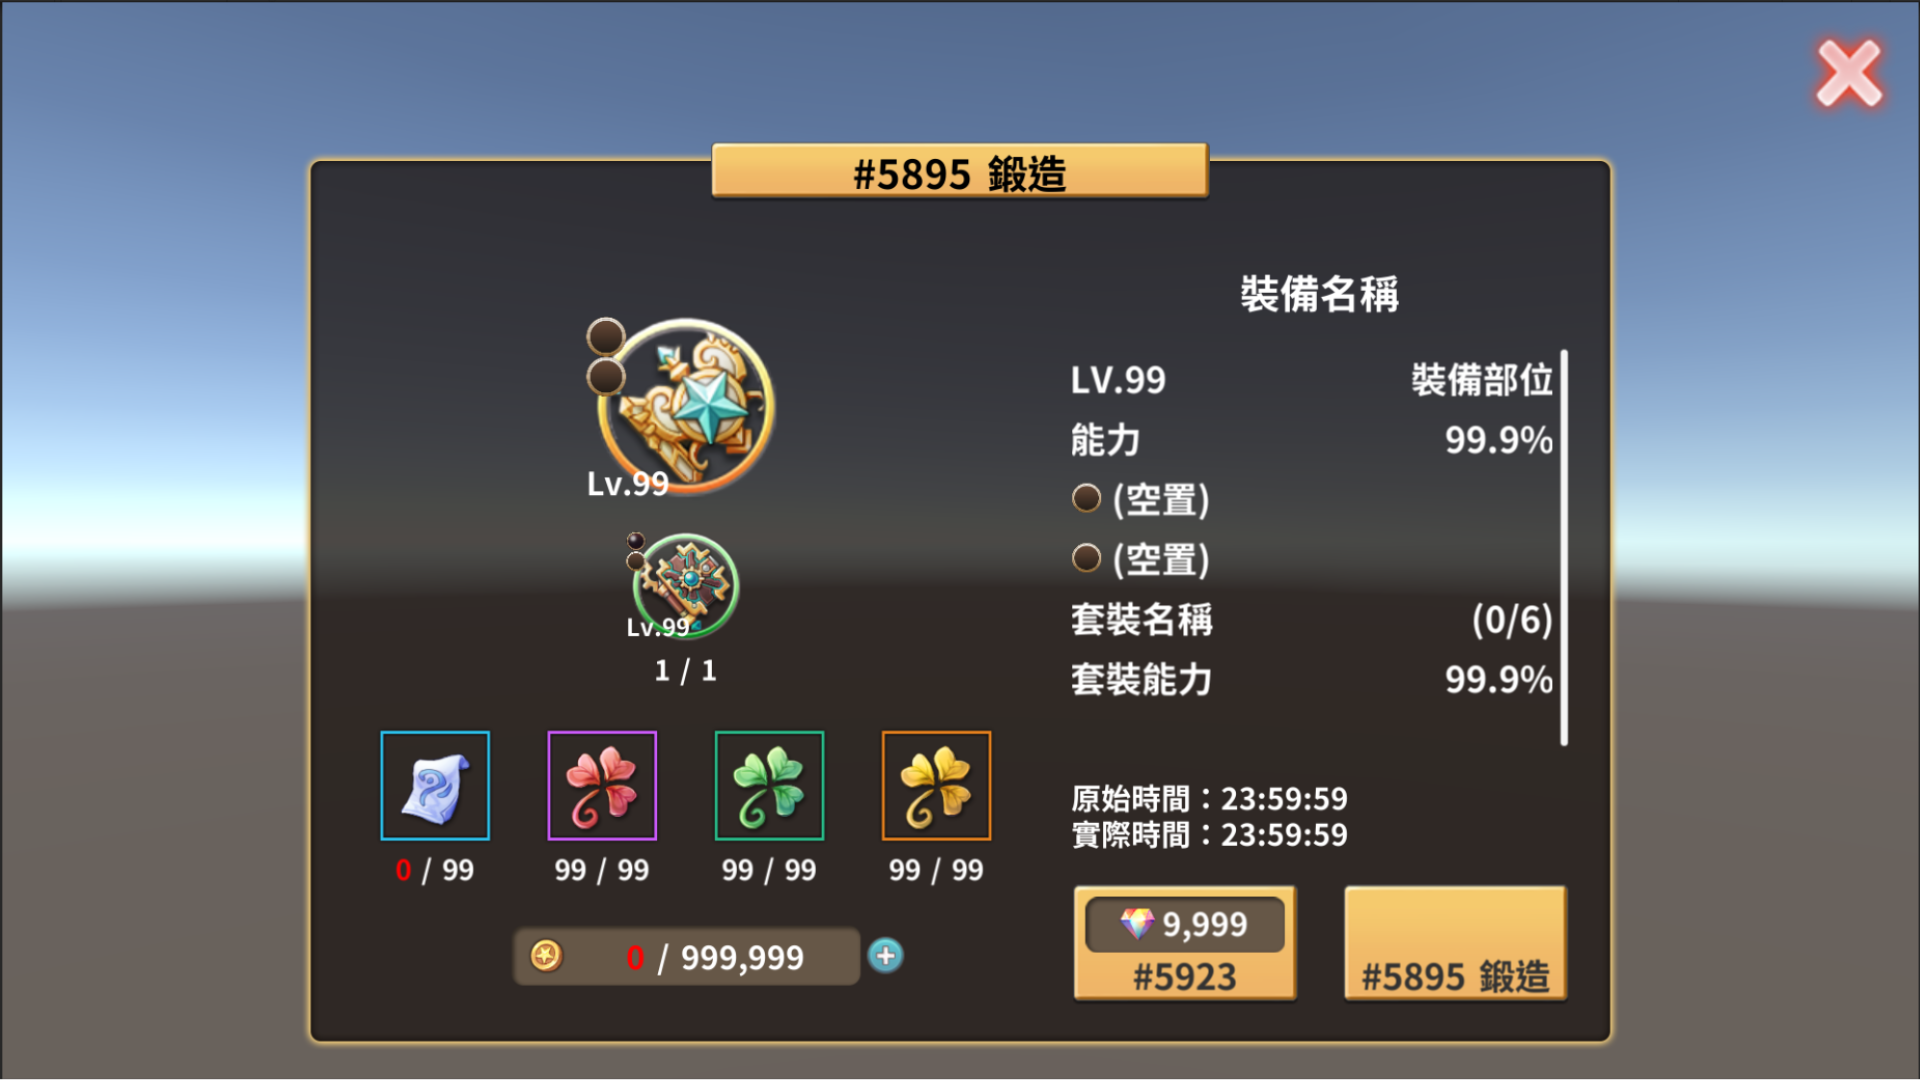 #5895 鍛造
裝備名稱
LV.99 裝備部位
能力 99.9%
(空置)
(空置)
套裝名稱 (0/6)
套裝能力 99.9%
Lv.99
Lv.99
1 / 1
0 / 99
99 / 99
99 / 99
99 / 99
0 / 999,999
原始時間：23:59:59
實際時間：23:59:59
9,999
#5923
#5895 鍛造